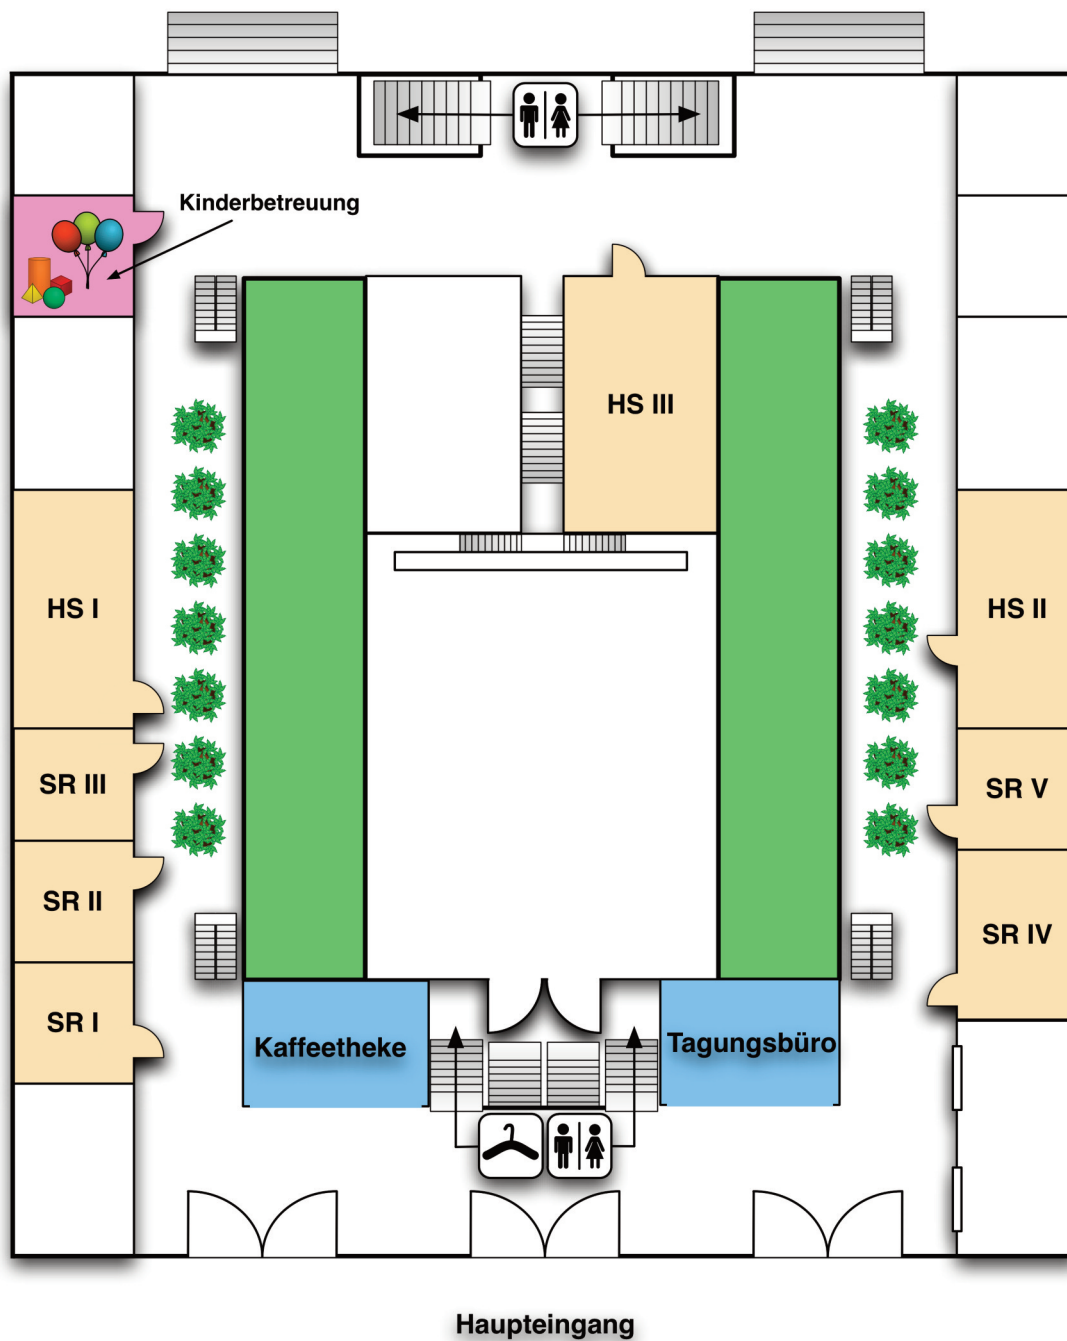 Kinderbetreuung
HS III
HS I
HS II
SR III
SR V
SR II
SR IV
SR I
Kaffeetheke
Tagungsbüro
Haupteingang